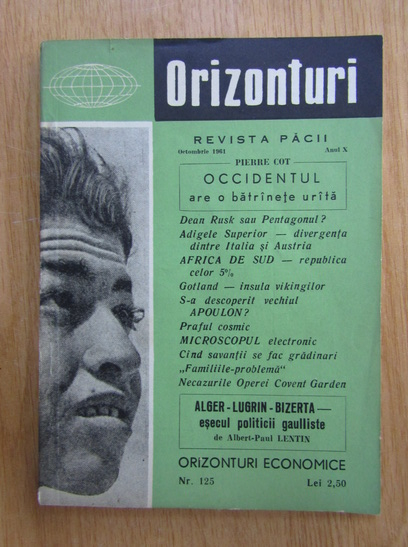 Orizonturi
REVISTA PĂCII
Octombrie 1961 Anul X
PIERRE COT
OCCIDENTUL
are o bătrînețe urîtă
Dean Rusk sau Pentagonul?
Adigele Superior — divergența
dintre Italia și Austria
AFRICA DE SUD — republica
celor 5%
Gotland — insula vikingilor
S-a descoperit vechiul
APOULON?
Praful cosmic
MICROSCOPUL electronic
Cînd savanții se fac grădinari
„Familiile-problemă“
Necazurile Operei Covent Garden
ALGER-LUGRIN-BIZERTA —
eșecul politicii gaulliste
de Albert-Paul LENTIN
ORIZONTURI ECONOMICE
Nr. 125 Lei 2,50